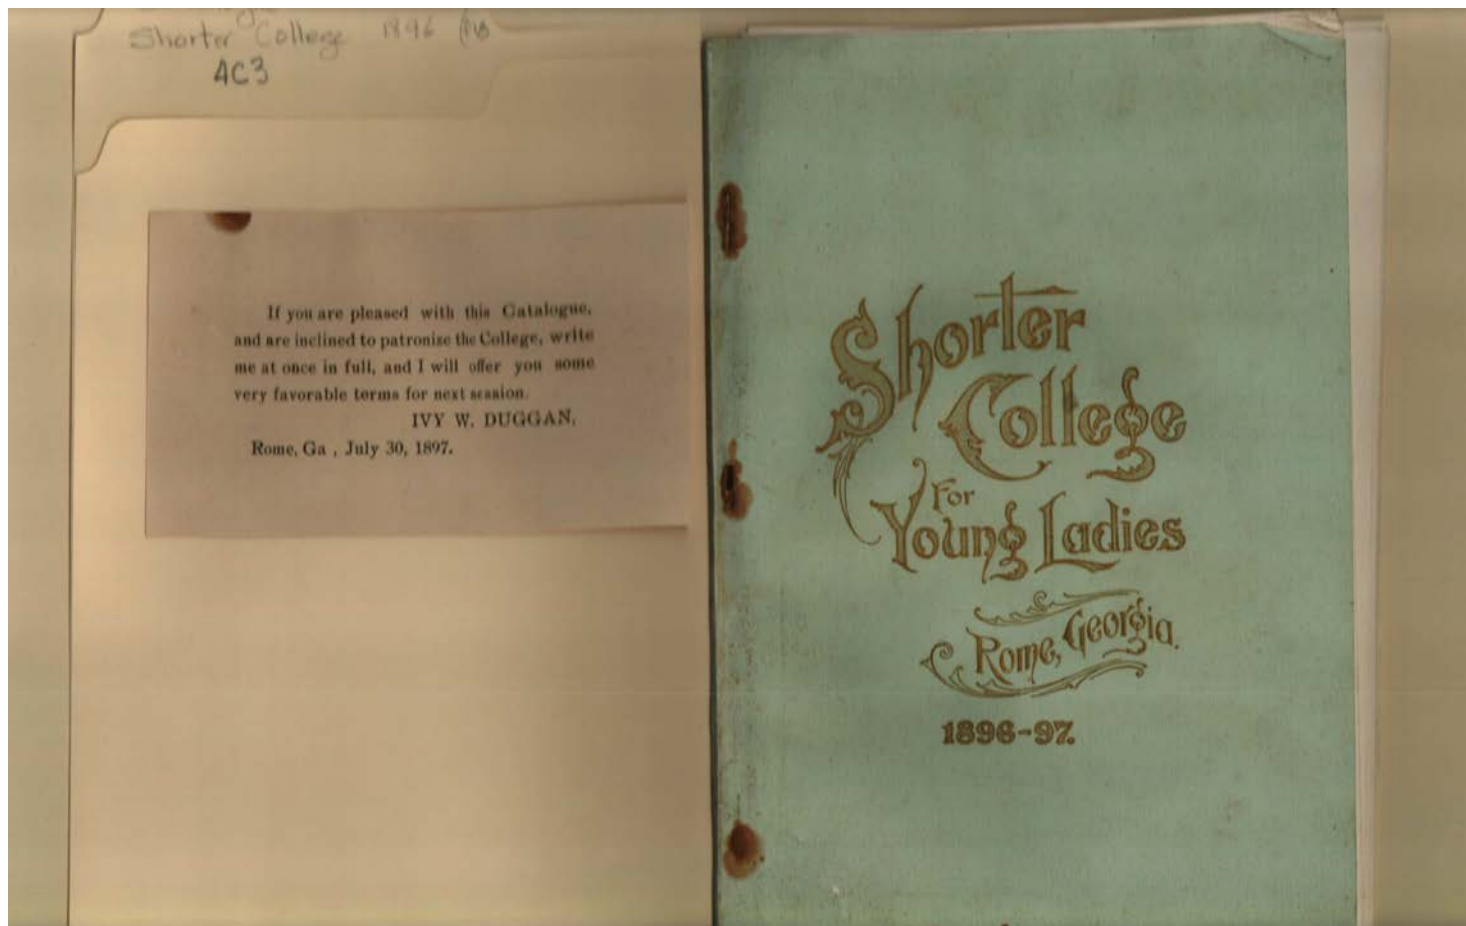 Shorter College 1896
4C3
If you are pleased with this Catalogue,
and are inclined to patronize the College, write
me at once in full, and I will offer you some
very favorable terms for next session.
IVY W. DUGGAN.
Rome, Ga , July 30, 1897.
Shorter
College
For
Young Ladies
Rome, Georgia.
1896-97.